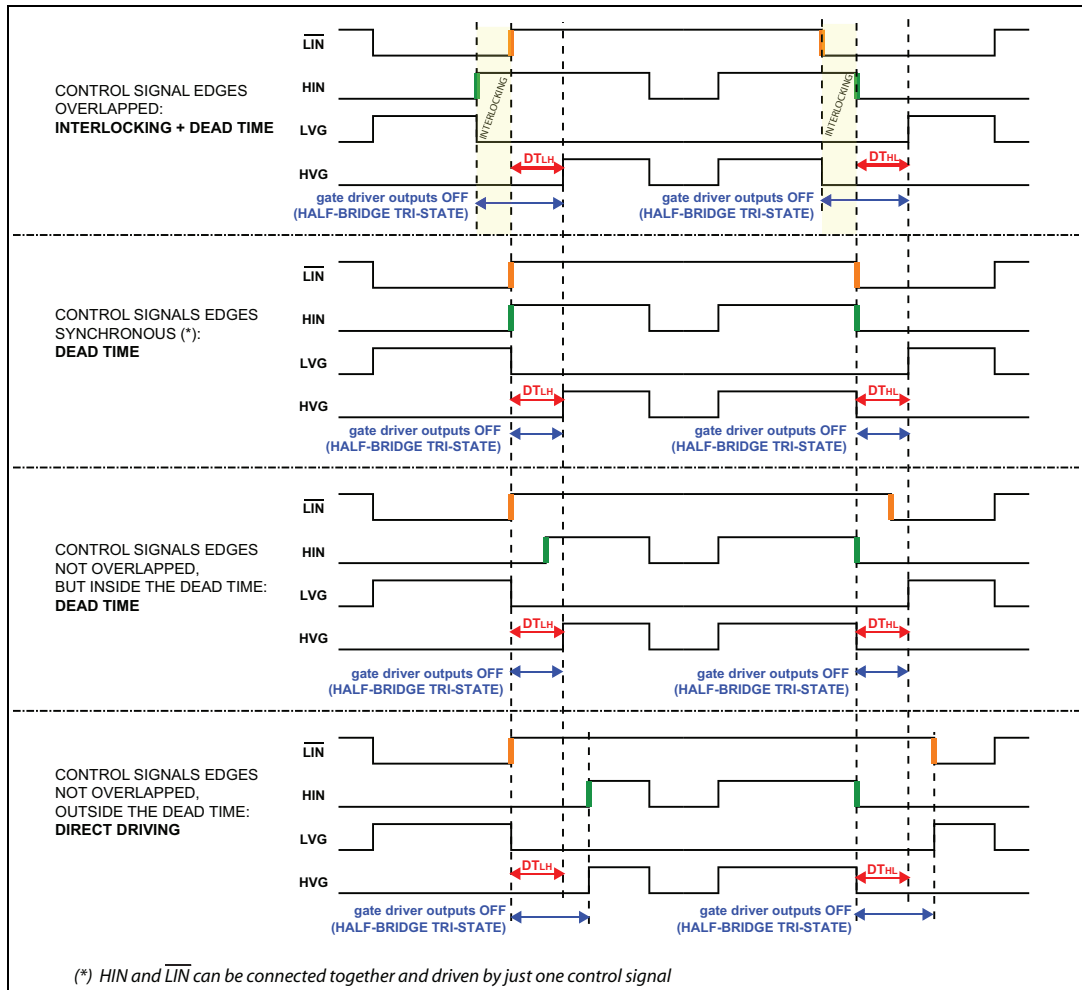 LIN
HIN
LVG
HVG
CONTROL SIGNAL EDGES
OVERLAPPED:
INTERLOCKING + DEAD TIME
INTERLOCKING
INTERLOCKING
DTLH
DTHL
gate driver outputs OFF
(HALF-BRIDGE TRI-STATE)
gate driver outputs OFF
(HALF-BRIDGE TRI-STATE)
LIN
HIN
LVG
HVG
CONTROL SIGNALS EDGES
SYNCHRONOUS (*):
DEAD TIME
DTLH
DTHL
gate driver outputs OFF
(HALF-BRIDGE TRI-STATE)
gate driver outputs OFF
(HALF-BRIDGE TRI-STATE)
LIN
HIN
LVG
HVG
CONTROL SIGNALS EDGES
NOT OVERLAPPED,
BUT INSIDE THE DEAD TIME:
DEAD TIME
DTLH
DTHL
gate driver outputs OFF
(HALF-BRIDGE TRI-STATE)
gate driver outputs OFF
(HALF-BRIDGE TRI-STATE)
LIN
HIN
LVG
HVG
CONTROL SIGNALS EDGES
NOT OVERLAPPED,
OUTSIDE THE DEAD TIME:
DIRECT DRIVING
DTLH
DTHL
gate driver outputs OFF
(HALF-BRIDGE TRI-STATE)
gate driver outputs OFF
(HALF-BRIDGE TRI-STATE)
(*) HIN and LIN can be connected together and driven by just one control signal